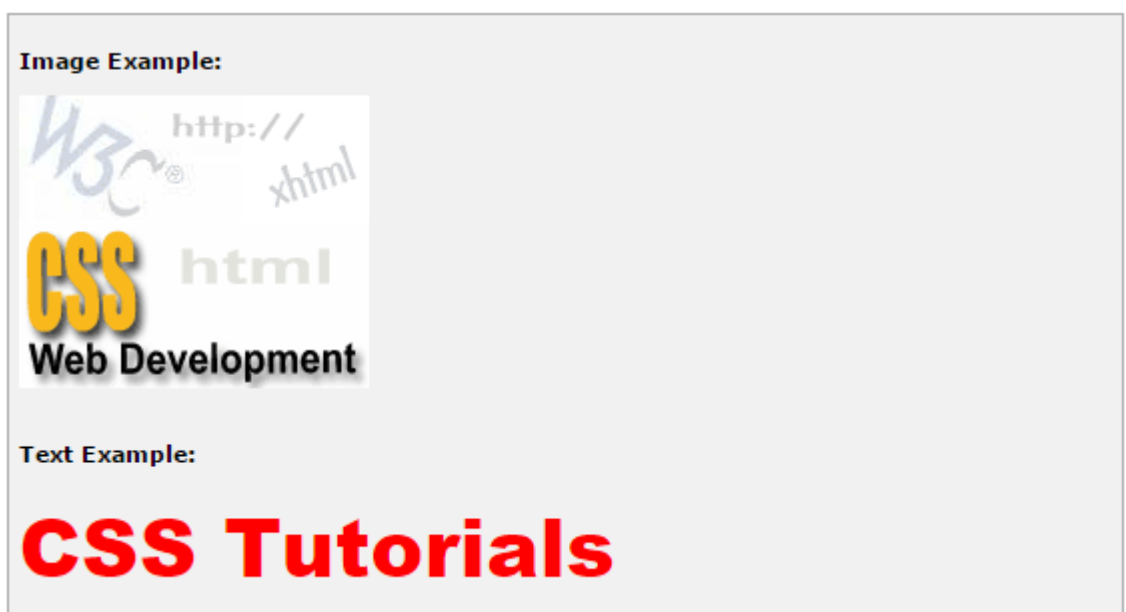 Image Example:
W3C®
http://
xhtml
CSS
html
Web Development
Text Example:
CSS Tutorials